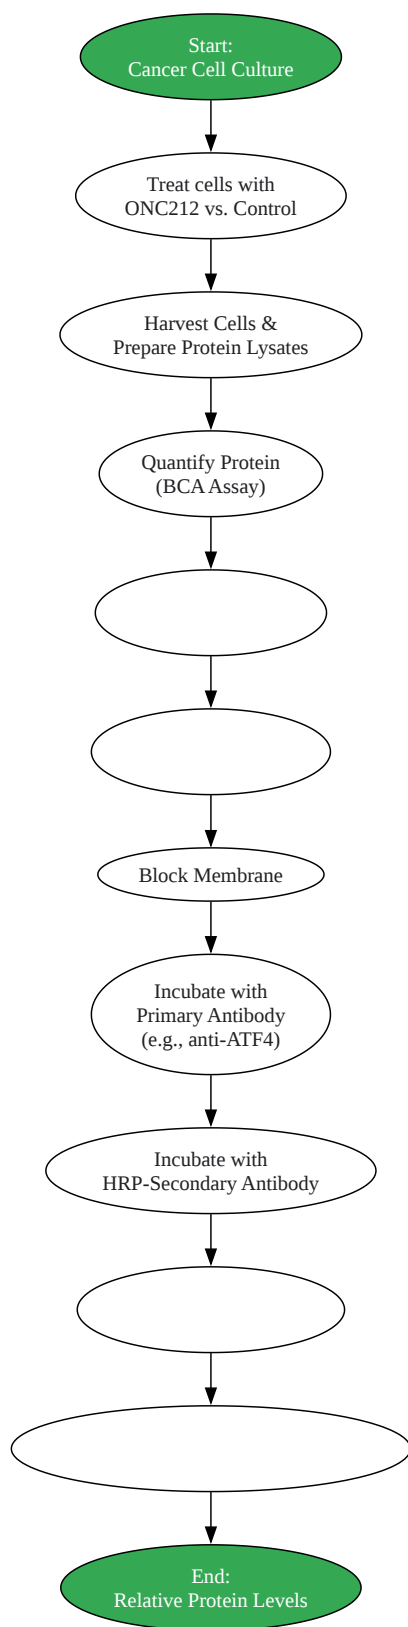 Start:
Cancer Cell Culture
Treat cells with
ONC212 vs. Control
Harvest Cells &
Prepare Protein Lysates
Quantify Protein
(BCA Assay)
Block Membrane
Incubate with
Primary Antibody
(e.g., anti-ATF4)
Incubate with
HRP-Secondary Antibody
End:
Relative Protein Levels